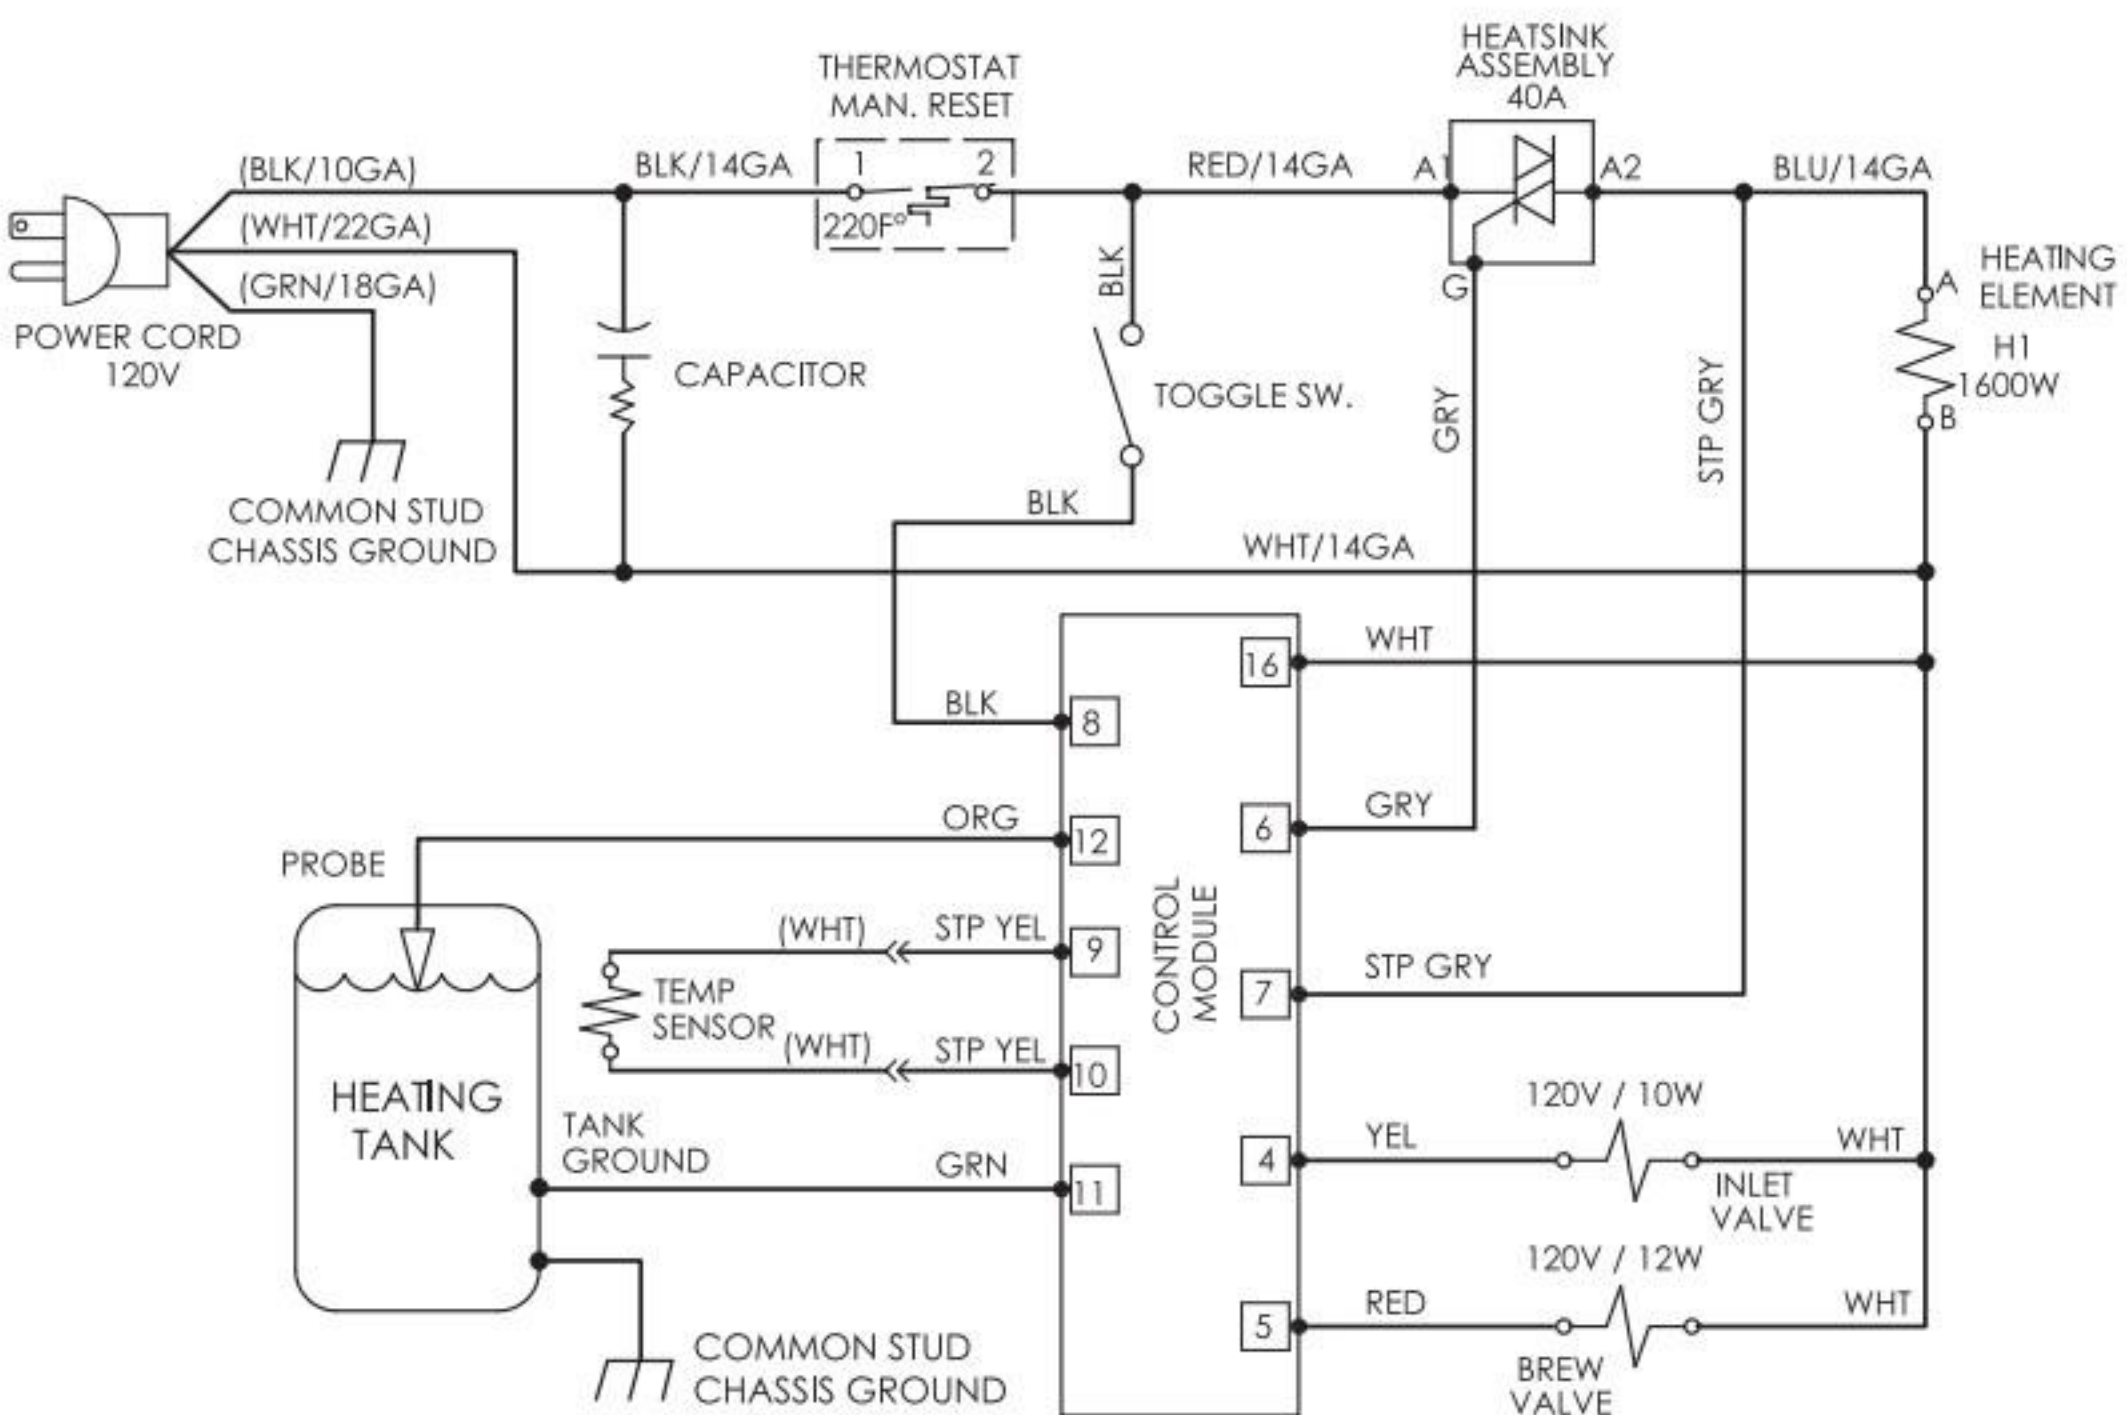 HEATSINK
ASSEMBLY
40A
THERMOSTAT
MAN. RESET
(BLK/10GA)
BLK/14GA
1
2
RED/14GA
A1
A2
BLU/14GA
(WHT/22GA)
220F°
(GRN/18GA)
BLK
G
A
HEATING
ELEMENT
H1
1600W
B
POWER CORD
120V
CAPACITOR
TOGGLE SW.
GRY
STP GRY
COMMON STUD
CHASSIS GROUND
BLK
WHT/14GA
16
WHT
BLK
8
ORG
12
6
GRY
PROBE
CONTROL
MODULE
(WHT)
STP YEL
9
7
STP GRY
TEMP
SENSOR
(WHT)
STP YEL
10
HEATING
TANK
TANK
GROUND
GRN
11
120V / 10W
4
YEL
WHT
INLET
VALVE
120V / 12W
5
RED
WHT
BREW
VALVE
COMMON STUD
CHASSIS GROUND